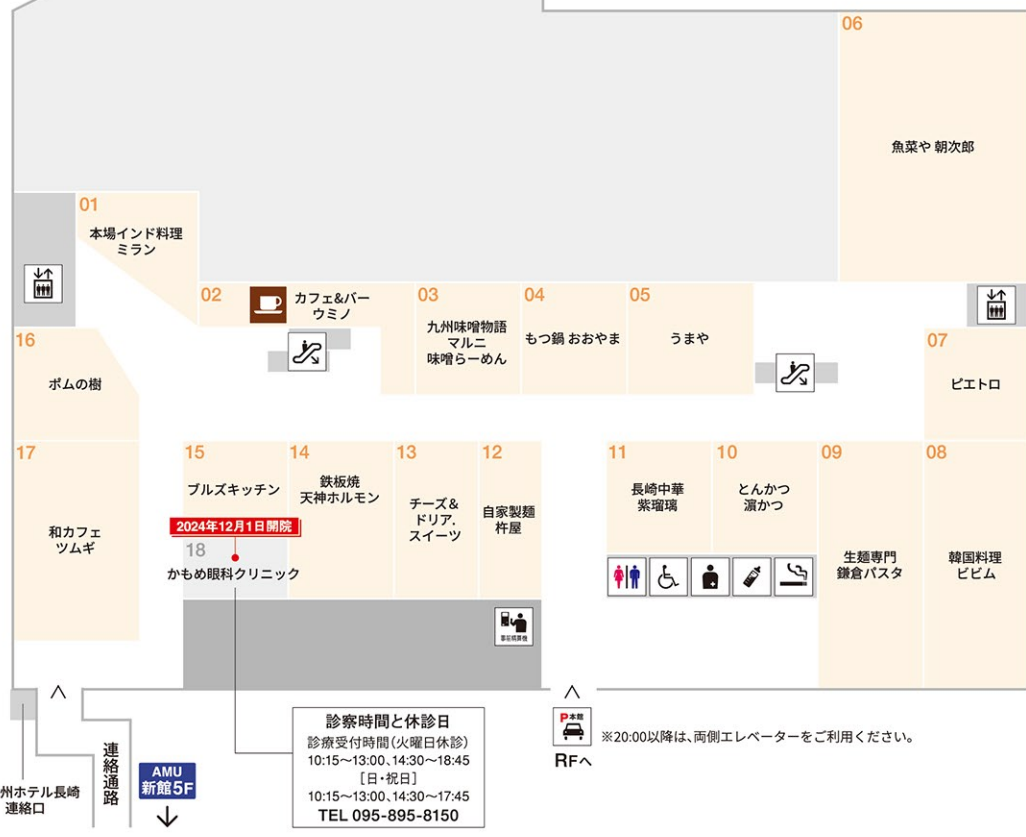 06
魚菜や 朝次郎
01
本場インド料理
ミラン
02
カフェ&バー
ウミノ
03
九州味噌物語
マルニ
味噌らーめん
04
もつ鍋 おおやま
05
うまや
16
ポムの樹
07
ピエトロ
17
和カフェ
ツムギ
15
ブルズキッチン
2024年12月1日開院
18
かもめ眼科クリニック
14
鉄板焼
天神ホルモン
13
チーズ&
ドリア.
スイーツ
12
自家製麺
杵屋
11
長崎中華
紫瑠璃
10
とんかつ
濵かつ
09
生麺専門
鎌倉パスタ
08
韓国料理
ビビム
事前精算機
診察時間と休診日
診療受付時間(火曜日休診)
10:15〜13:00、14:30〜18:45
[日・祝日]
10:15〜13:00、14:30〜17:45
TEL 095-895-8150
P本館
RFへ
※20:00以降は、両側エレベーターをご利用ください。
連絡通路
AMU
新館5F
州ホテル長崎
連絡口